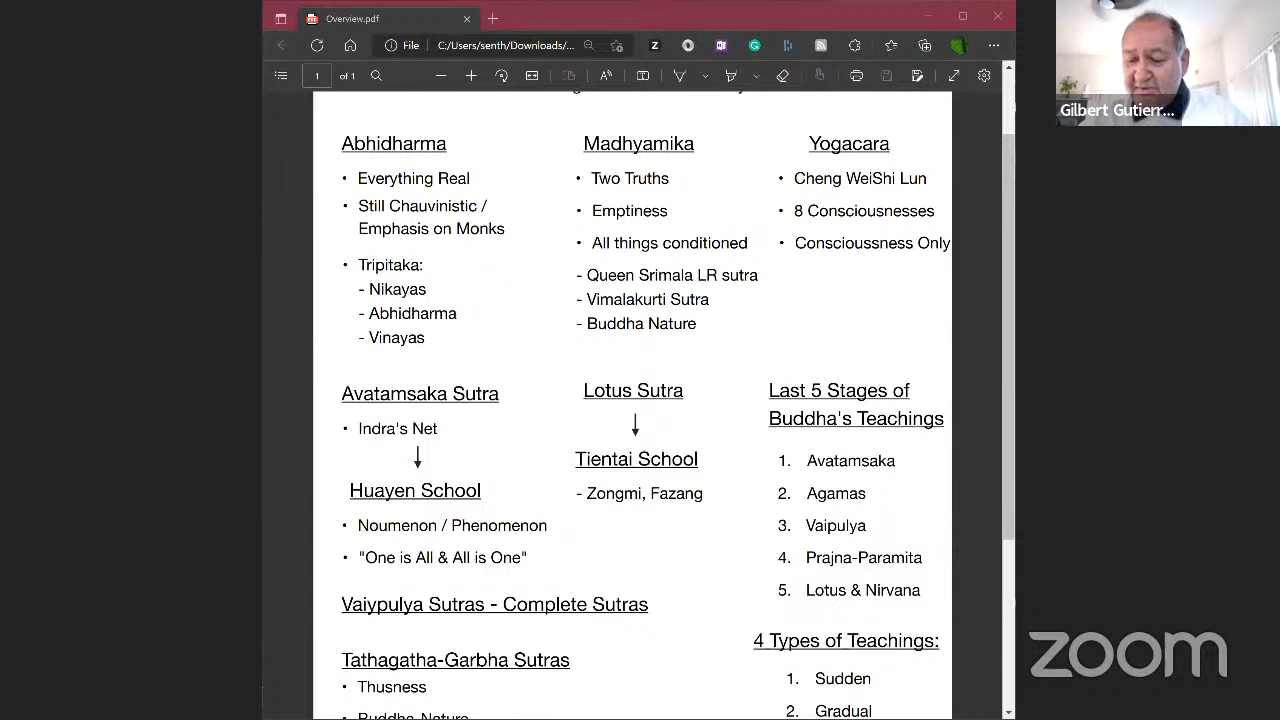 Overview.pdf
File
C:/Users/senth/Downloads/...
1
of 1
Gilbert Gutierr...
Abhidharma
• Everything Real
• Still Chauvinistic /
Emphasis on Monks
• Tripitaka:
- Nikayas
- Abhidharma
- Vinayas
Madhyamika
• Two Truths
• Emptiness
• All things conditioned
- Queen Srimala LR sutra
- Vimalakurti Sutra
- Buddha Nature
Yogacara
• Cheng WeiShi Lun
• 8 Consciousnesses
• Conscioussness Only
Avatamsaka Sutra
• Indra's Net
Huayen School
• Noumenon / Phenomenon
• "One is All & All is One"
Lotus Sutra
Tientai School
- Zongmi, Fazang
Last 5 Stages of
Buddha's Teachings
1. Avatamsaka
2. Agamas
3. Vaipulya
4. Prajna-Paramita
5. Lotus & Nirvana
Vaiypulya Sutras - Complete Sutras
Tathagatha-Garbha Sutras
• Thusness
• Buddha-Nature
4 Types of Teachings:
1. Sudden
2. Gradual
zoom